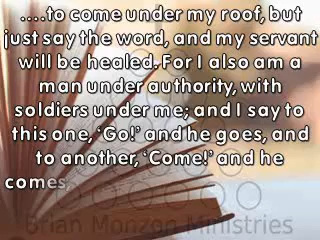 ....to come under my roof, but
just say the word, and my servant
will be healed. For I also am a
man under authority, with
soldiers under me; and I say to
this one, ‘Go!’ and he goes, and
to another, ‘Come!’ and he
comes,
Brian Monzon Ministries